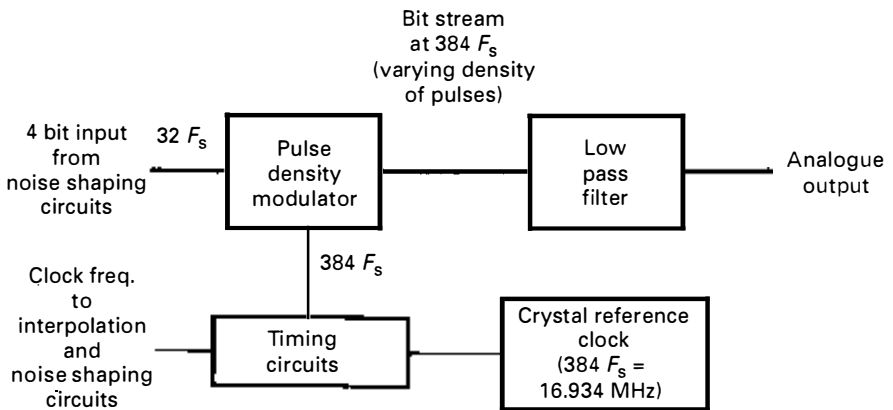 Bit stream
at 384 Fs
(varying density
of pulses)
4 bit input
from
noise shaping
circuits
32 Fs
Pulse
density
modulator
Low
pass
filter
Analogue
output
384 Fs
Clock freq.
to
interpolation
and
noise shaping
circuits
Timing
circuits
Crystal reference
clock
(384 Fs =
16.934 MHz)